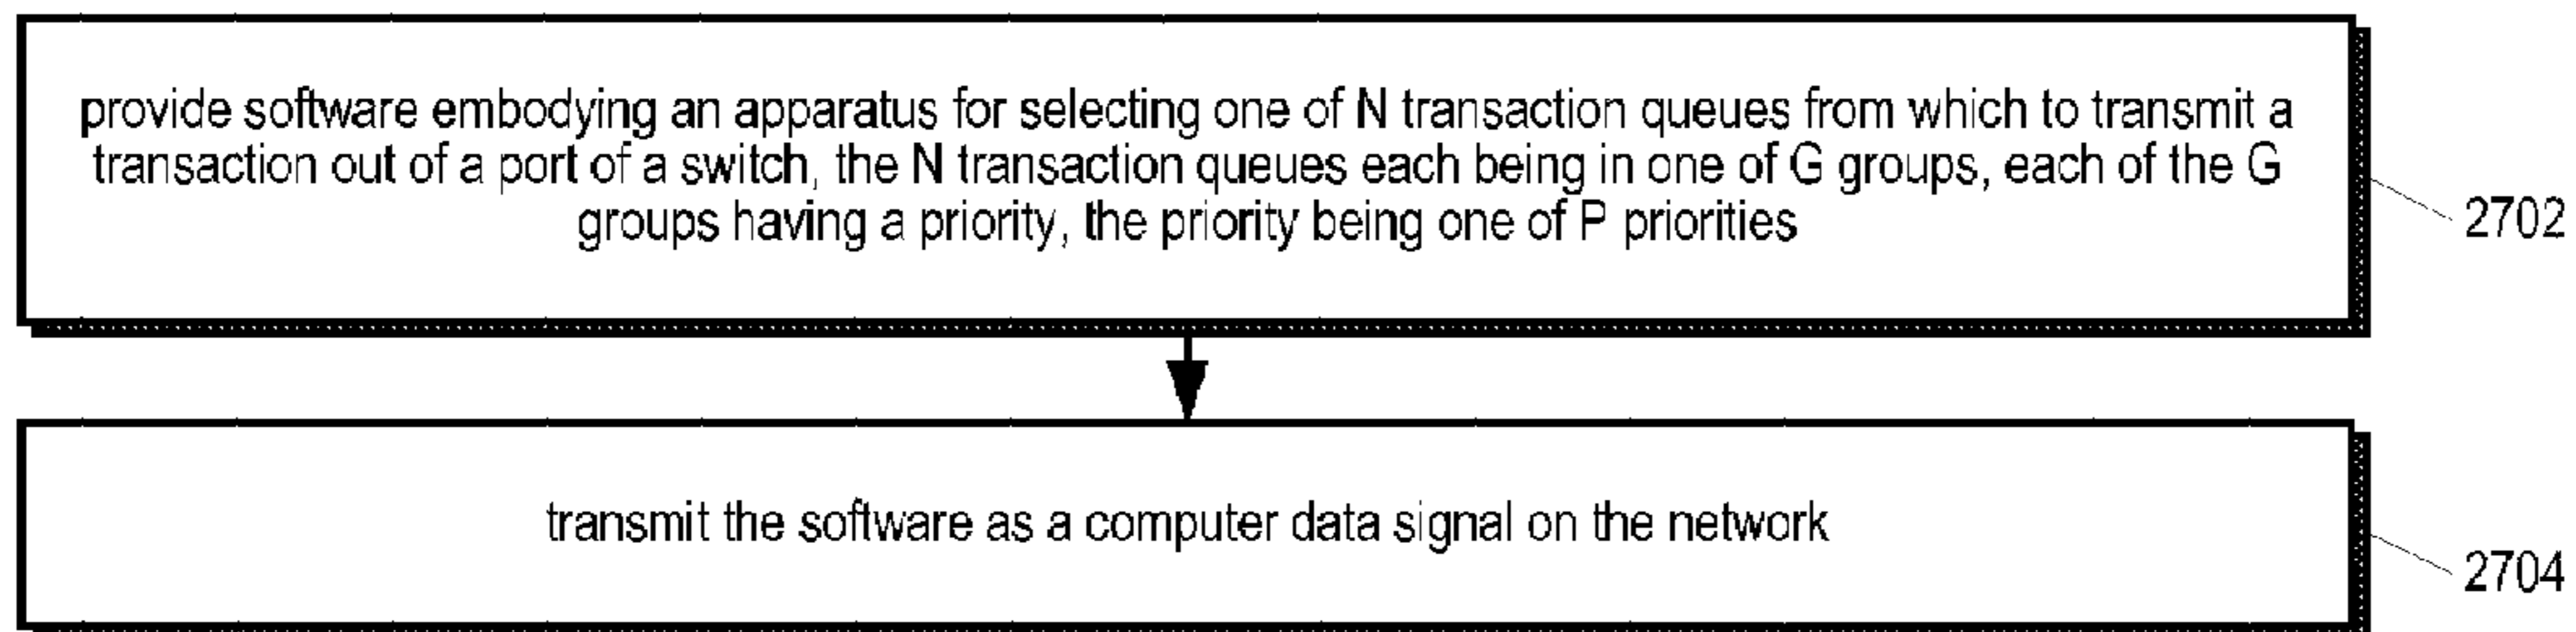 provide software embodying an apparatus for selecting one of N transaction queues from which to transmit a
transaction out of a port of a switch, the N transaction queues each being in one of G groups, each of the G
groups having a priority, the priority being one of P priorities
2702
transmit the software as a computer data signal on the network
2704